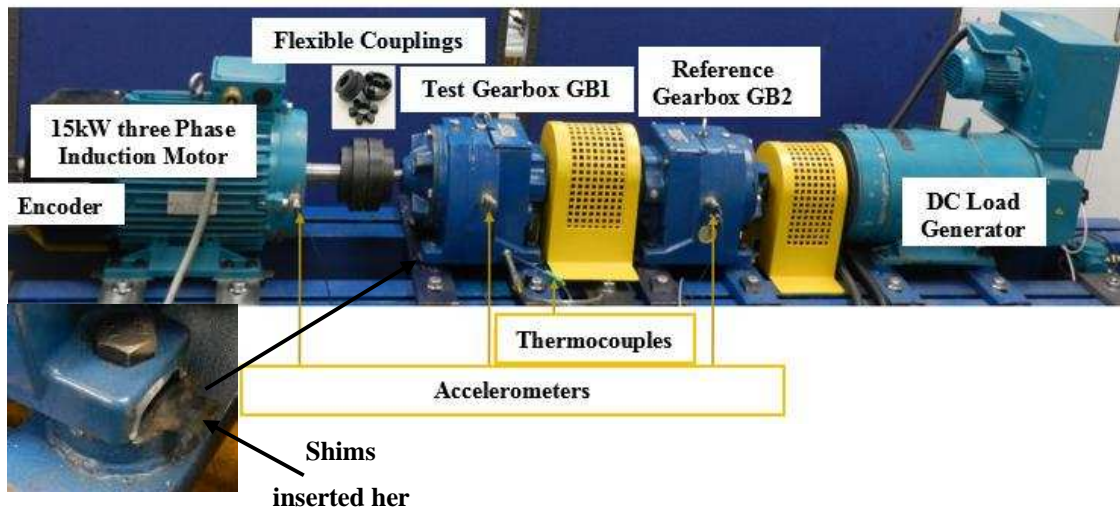 Flexible Couplings
Test Gearbox GB1
Reference
Gearbox GB2
15kW three Phase
Induction Motor
Encoder
DC Load
Generator
Thermocouples
Accelerometers
Shims
inserted her